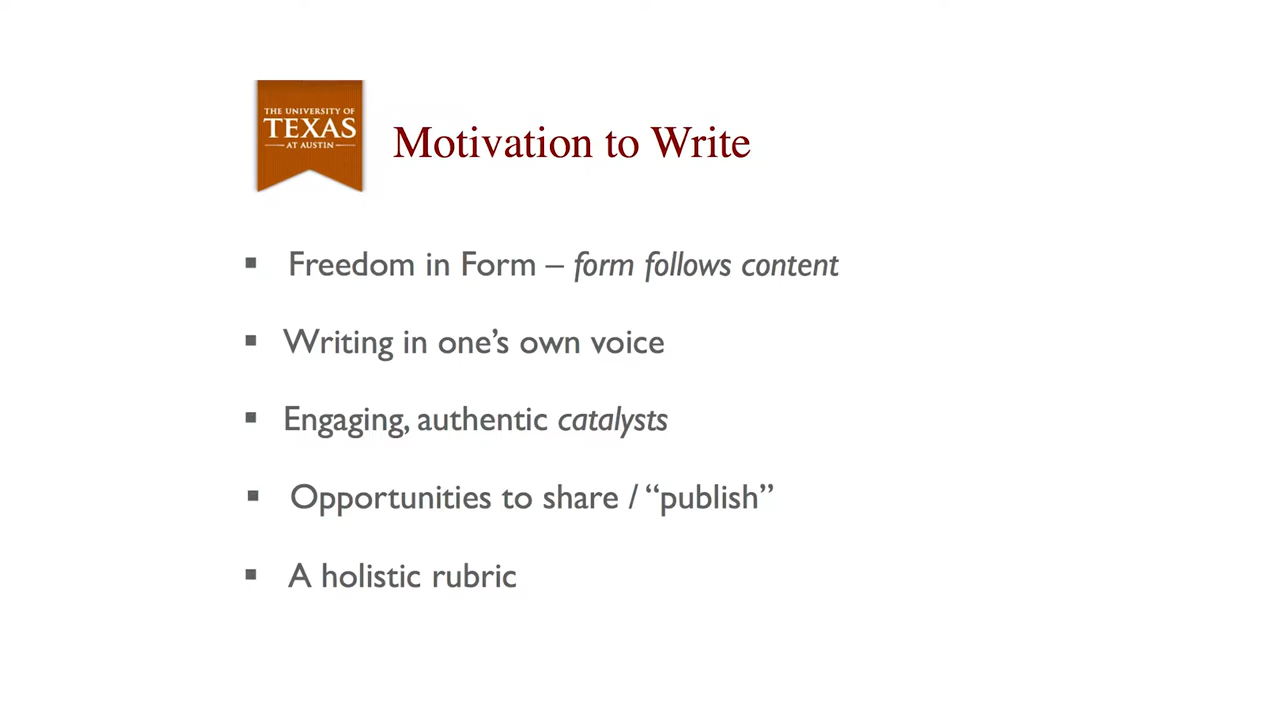 THE UNIVERSITY OF
TEXAS
AT AUSTIN
Motivation to Write
▪ Freedom in Form – form follows content
▪ Writing in one’s own voice
▪ Engaging, authentic catalysts
▪ Opportunities to share / “publish”
▪ A holistic rubric